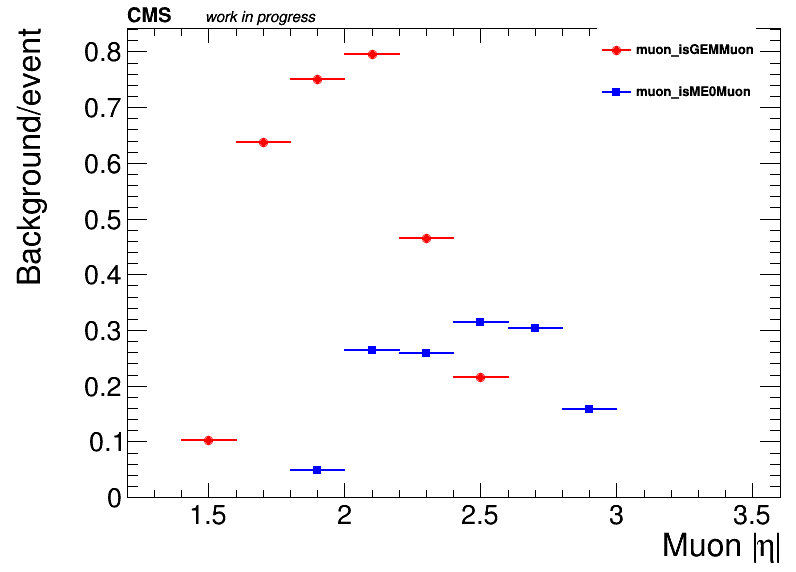 CMS work in progress
muon_isGEMMuon
muon_isME0Muon
Background/event
0.8
0.7
0.6
0.5
0.4
0.3
0.2
0.1
0
1.5 2 2.5 3 3.5
Muon |η|